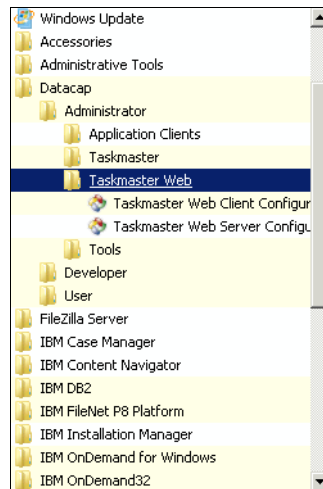 Windows Update
Accessories
Administrative Tools
Datacap
Administrator
Application Clients
Taskmaster
Taskmaster Web
Taskmaster Web Client Configur
Taskmaster Web Server Configu
Tools
Developer
User
FileZilla Server
IBM Case Manager
IBM Content Navigator
IBM DB2
IBM FileNet P8 Platform
IBM Installation Manager
IBM OnDemand for Windows
IBM OnDemand32